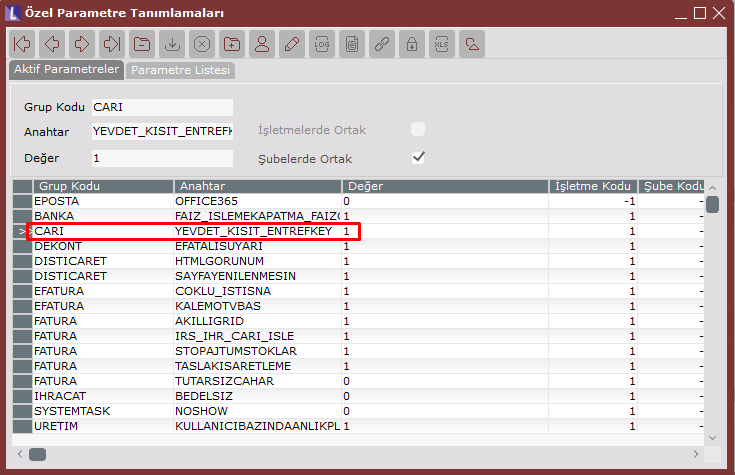 Özel Parametre Tanımlamaları
LOG
XLS
Aktif Parametreler Parametre Listesi
Grup Kodu CARI
Anahtar YEVDET_KISIT_ENTREFK İşletmelerde Ortak
Değer 1 Şubelerde Ortak
Grup Kodu Anahtar Değer İşletme Kodu Şube Kodu
EPOSTA OFFICE365 0 -1 -
BANKA FAIZ_ISLEMEKAPATMA_FAIZ 1 1 -
>> CARI YEVDET_KISIT_ENTREFKEY 1 1 -
DEKONT EFATALISUYARI 1 1 -
DISTICARET HTMLGORUNUM 1 1 -
DISTICARET SAYFAYENILENMESIN 1 1 -
EFATURA COKLU_ISTISNA 1 1 -
EFATURA KALEMOTVBAS 1 1 -
FATURA AKILLIGRID 1 1 -
FATURA IRS_IHR_CARI_ISLE 1 1 -
FATURA STOPAJTUMSTOKLAR 1 1 -
FATURA TASLAKISARETLEME 1 1 -
FATURA TUTARSIZCAHAR 0 1 -
IHRACAT BEDELSIZ 0 1 -
SYSTEMTASK NOSHOW 0 1 -
URETIM KULLANICIBAZINDAANLIKPL 1 1 -